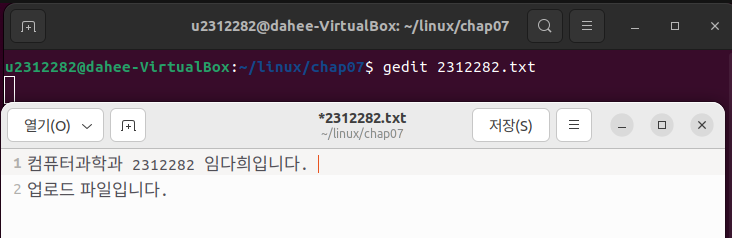 u2312282@dahee-VirtualBox: ~/linux/chap07
u2312282@dahee-VirtualBox:~/linux/chap07$ gedit 2312282.txt
열기(O)
*2312282.txt
~/linux/chap07
저장(S)
1 컴퓨터과학과 2312282 임다희입니다.
2 업로드 파일입니다.